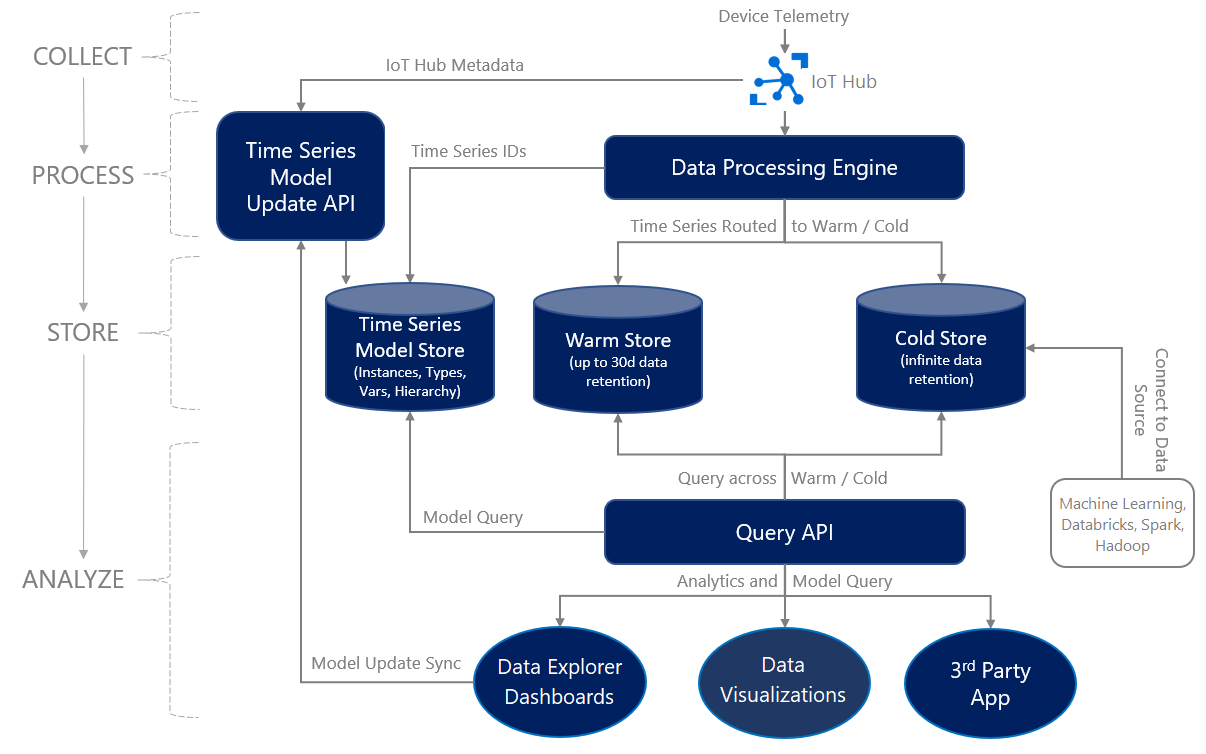 Device Telemetry
COLLECT
IoT Hub Metadata
IoT Hub
Time Series
Model
Update API
Time Series IDs
Data Processing Engine
PROCESS
Time Series Routed to Warm / Cold
STORE
Time Series
Model Store
(Instances, Types,
Vars, Hierarchy)
Warm Store
(up to 30d data
retention)
Cold Store
(infinite data
retention)
Connect to Data
Source
Query across Warm / Cold
Machine Learning,
Databricks, Spark,
Hadoop
Model Query
Query API
ANALYZE
Analytics and Model Query
Model Update Sync
Data Explorer
Dashboards
Data
Visualizations
3rd Party
App